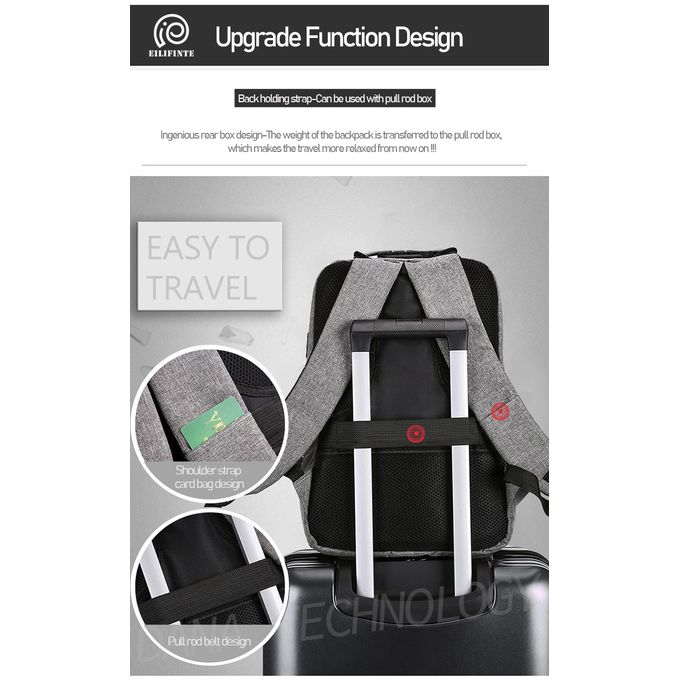 EILIFINTE
Upgrade Function Design
Back holding strap-Can be used with pull rod box
Ingenious rear box design-The weight of the backpack is transferred to the pull rod box,
which makes the travel more relaxed from now on !!!
EASY TO
TRAVEL
Shoulder strap
card bag design
Pull rod belt design
TECHNOLOGY